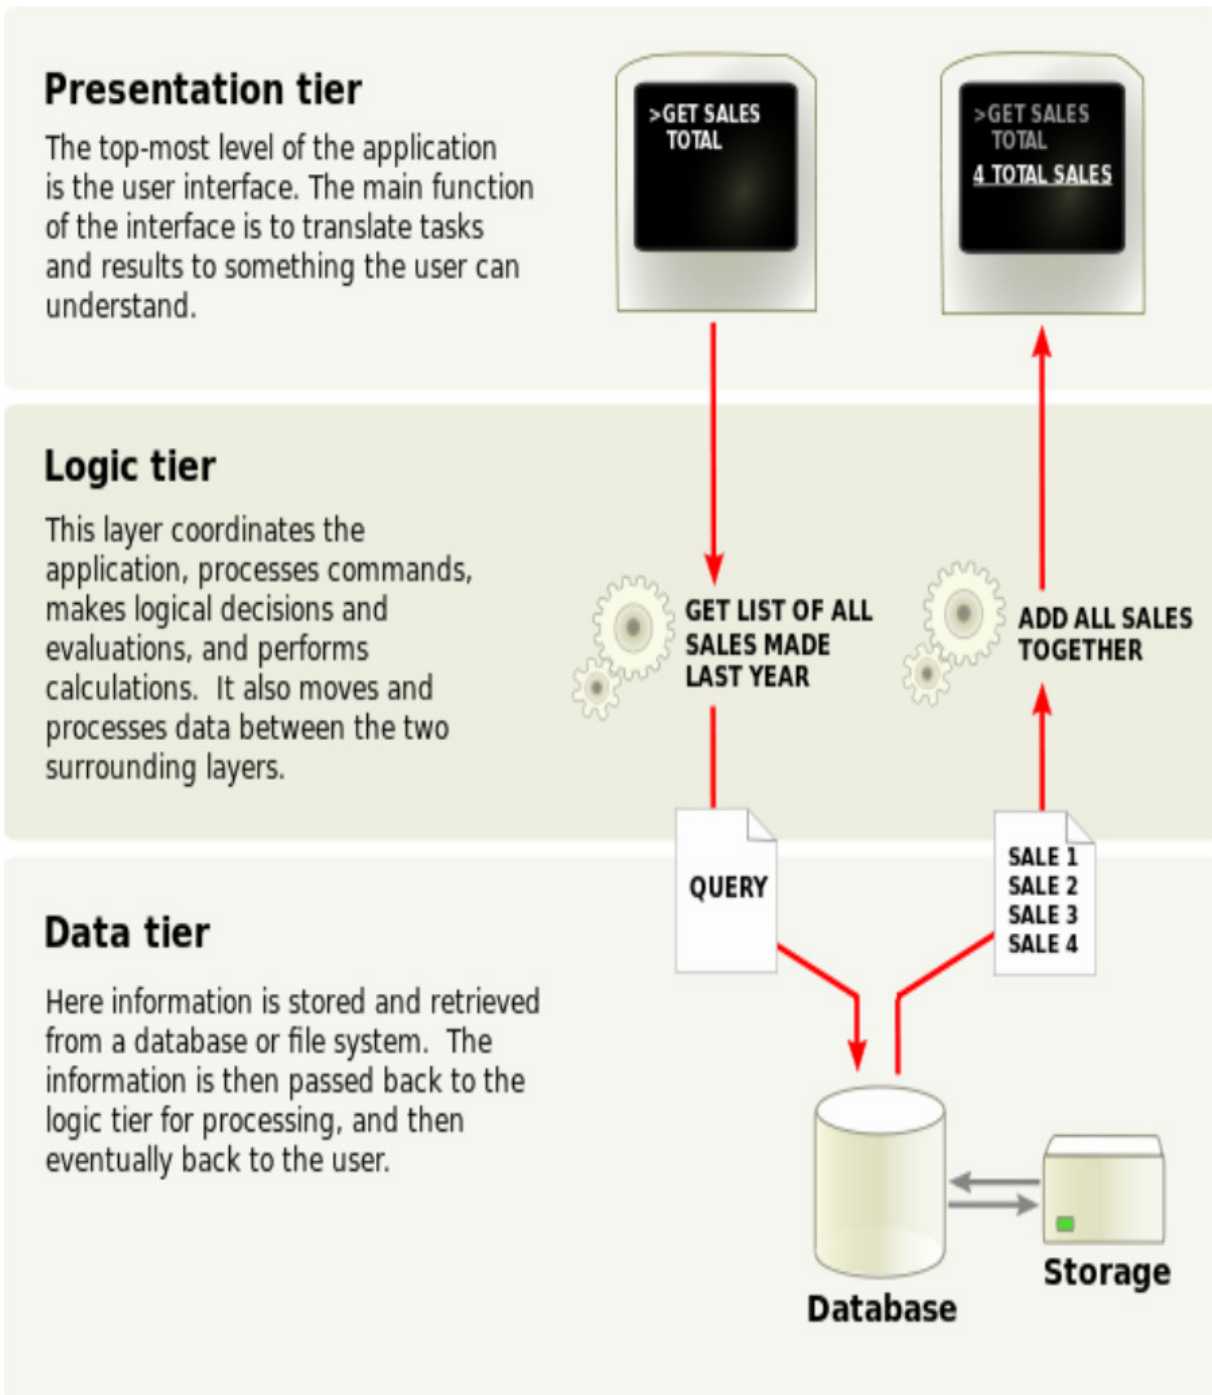 Presentation tier
The top-most level of the application
is the user interface. The main function
of the interface is to translate tasks
and results to something the user can
understand.
>GET SALES
TOTAL
>GET SALES
TOTAL
4 TOTAL SALES
Logic tier
This layer coordinates the
application, processes commands,
makes logical decisions and
evaluations, and performs
calculations.  It also moves and
processes data between the two
surrounding layers.
GET LIST OF ALL
SALES MADE
LAST YEAR
ADD ALL SALES
TOGETHER
QUERY
SALE 1
SALE 2
SALE 3
SALE 4
Data tier
Here information is stored and retrieved
from a database or file system.  The
information is then passed back to the
logic tier for processing, and then
eventually back to the user.
Database
Storage